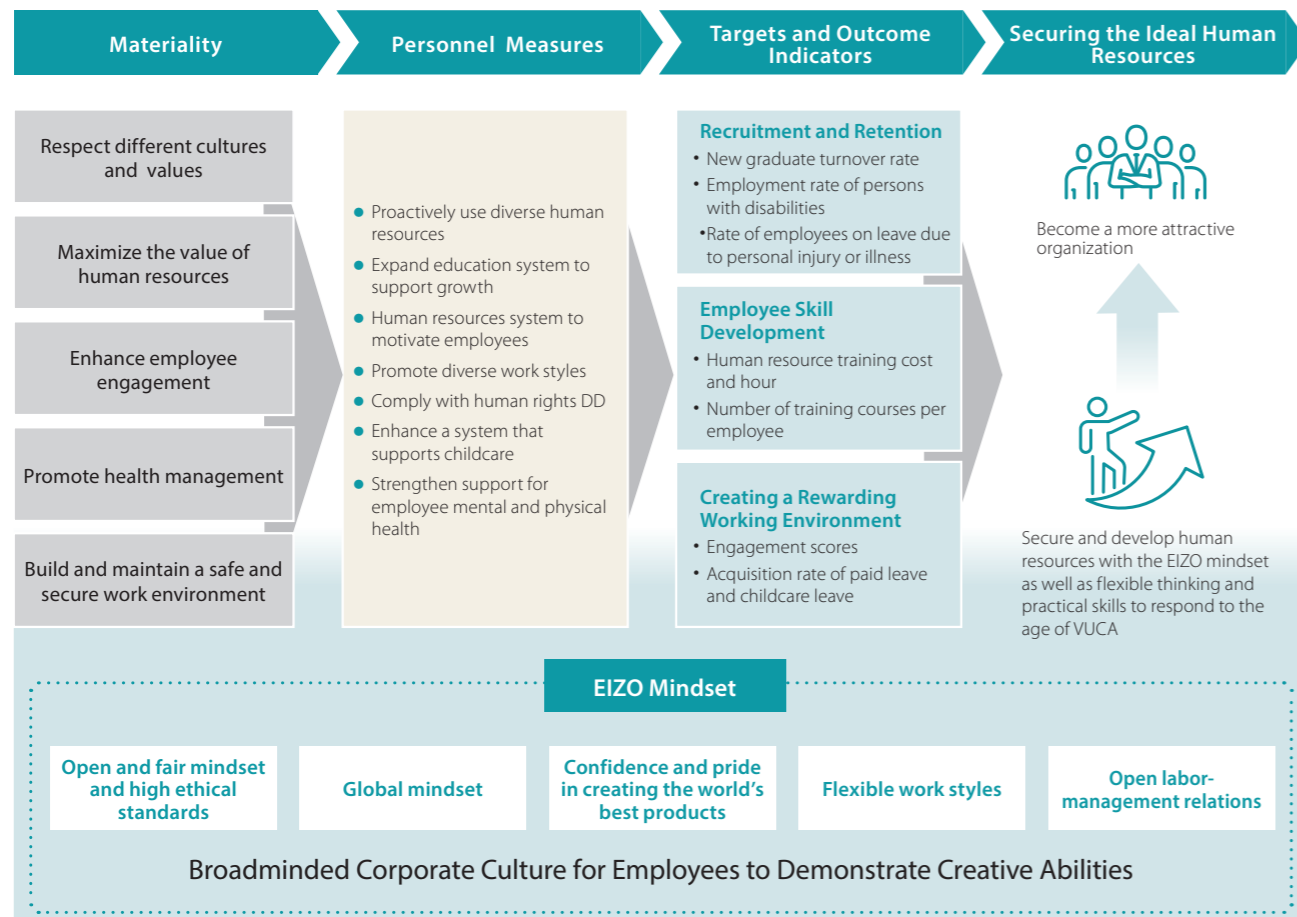 Materiality
Personnel Measures
Targets and Outcome
Indicators
Securing the Ideal Human
Resources
Respect different cultures
and values
Maximize the value of
human resources
Enhance employee
engagement
Promote health management
Build and maintain a safe and
secure work environment
● Proactively use diverse human
resources
● Expand education system to
support growth
● Human resources system to
motivate employees
● Promote diverse work styles
● Comply with human rights DD
● Enhance a system that
supports childcare
● Strengthen support for
employee mental and physical
health
Recruitment and Retention
• New graduate turnover rate
• Employment rate of persons
with disabilities
•Rate of employees on leave due
to personal injury or illness
Employee Skill
Development
• Human resource training cost
and hour
• Number of training courses per
employee
Creating a Rewarding
Working Environment
• Engagement scores
• Acquisition rate of paid leave
and childcare leave
Become a more attractive
organization
Secure and develop human
resources with the EIZO mindset
as well as flexible thinking and
practical skills to respond to the
age of VUCA
EIZO Mindset
Open and fair mindset
and high ethical
standards
Global mindset
Confidence and pride
in creating the world's
best products
Flexible work styles
Open labor-
management relations
Broadminded Corporate Culture for Employees to Demonstrate Creative Abilities